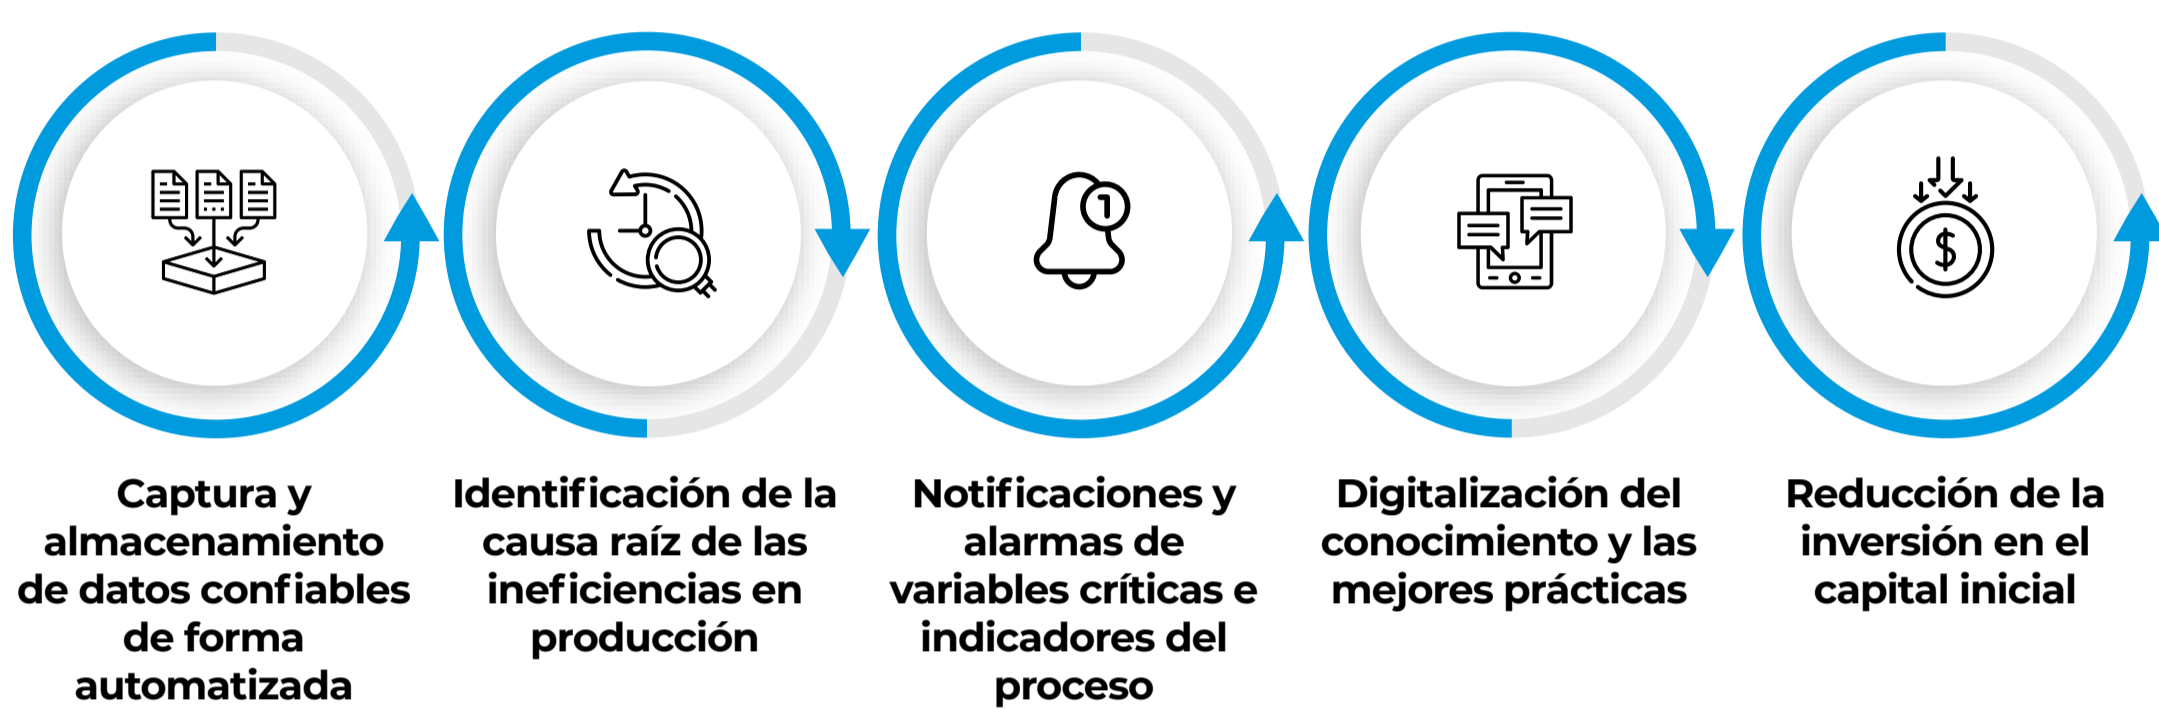 1
$
Captura y
almacenamiento
de datos confiables
de forma
automatizada
Identificación de la
causa raíz de las
ineficiencias en
producción
Notificaciones y
alarmas de
variables críticas e
indicadores del
proceso
Digitalización del
conocimiento y las
mejores prácticas
Reducción de la
inversión en el
capital inicial